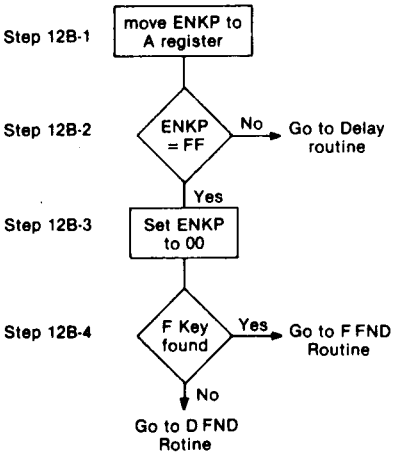 Step 12B-1
move ENKP to
A register
Step 12B-2
ENKP
= FF
No
Go to Delay
routine
Yes
Step 12B-3
Set ENKP
to 00
Step 12B-4
F Key
found
Yes
Go to F FND
Routine
No
Go to D FND
Rotine